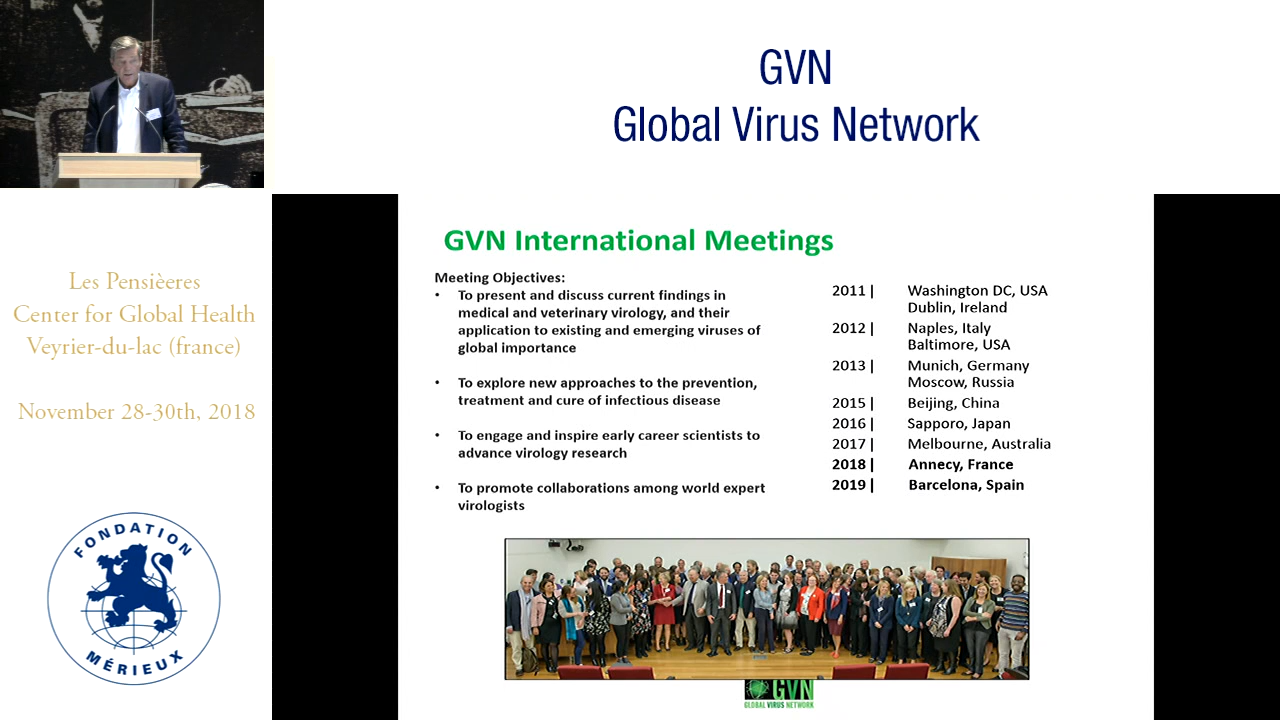 GVN
Global Virus Network
Les Pensièeres
Center for Global Health
Veyrier-du-lac (france)
November 28-30th, 2018
FONDATION
MÉRIEUX
GVN International Meetings
Meeting Objectives:
• To present and discuss current findings in
medical and veterinary virology, and their
application to existing and emerging viruses of
global importance
• To explore new approaches to the prevention,
treatment and cure of infectious disease
• To engage and inspire early career scientists to
advance virology research
• To promote collaborations among world expert
virologists
2011 | Washington DC, USA
Dublin, Ireland
2012 | Naples, Italy
Baltimore, USA
2013 | Munich, Germany
Moscow, Russia
2015 | Beijing, China
2016 | Sapporo, Japan
2017 | Melbourne, Australia
2018 | Annecy, France
2019 | Barcelona, Spain
GVN
GLOBAL VIRUS NETWORK